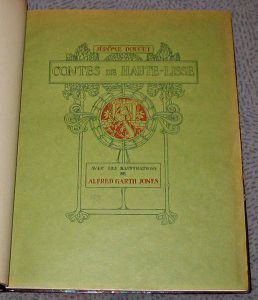 JÉRÔME DOUCET
CONTES DE HAUTE-LISSE
AVEC DES ILLUSTRATIONS
DE
ALFRED GARTH JONES